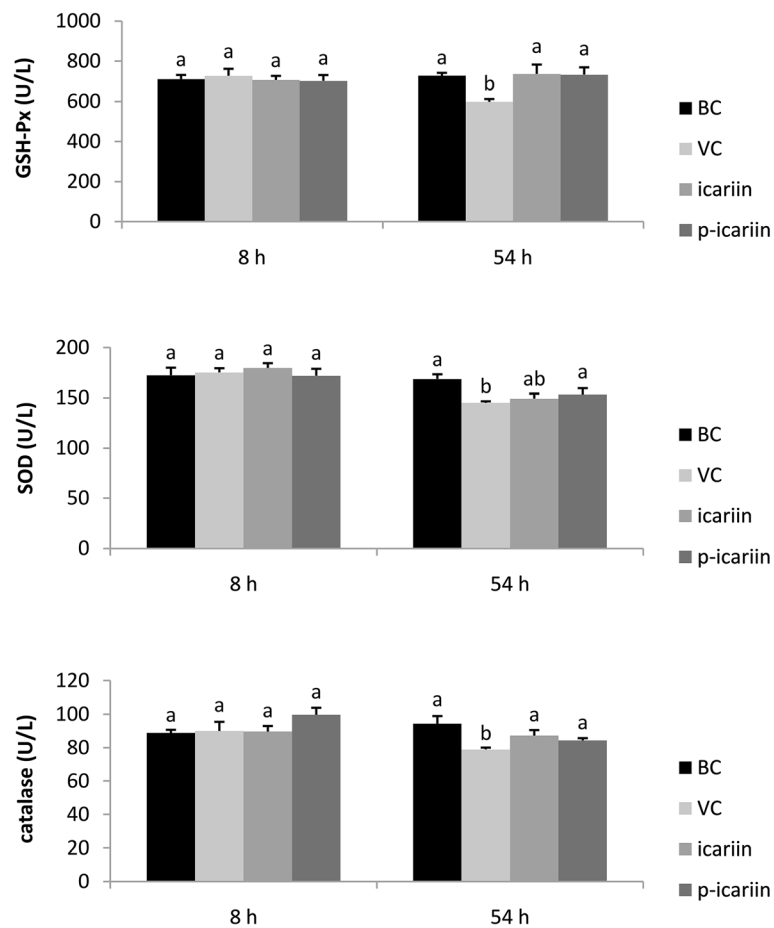 GSH-Px (U/L)
1000
800
600
400
200
0
a a a a
a b a a
8 h 54 h
BC
VC
icariin
p-icariin
SOD (U/L)
200
150
100
50
0
a a a a
a b ab a
8 h 54 h
BC
VC
icariin
p-icariin
catalase (U/L)
120
100
80
60
40
20
0
a a a a
a b a a
8 h 54 h
BC
VC
icariin
p-icariin